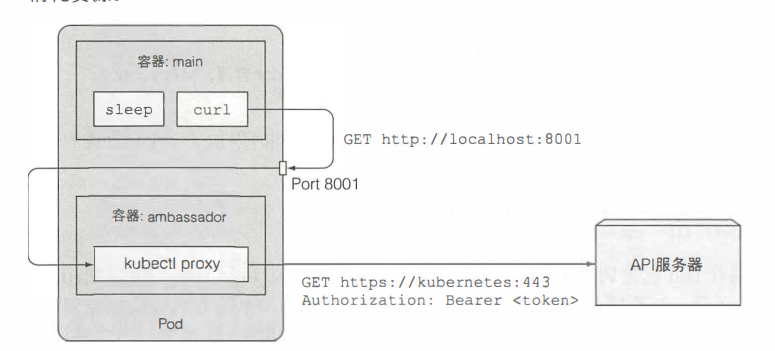 容器: main
sleep
curl
GET http://localhost:8001
Port 8001
容器: ambassador
kubectl proxy
API服务器
GET https://kubernetes:443
Authorization: Bearer <token>
Pod